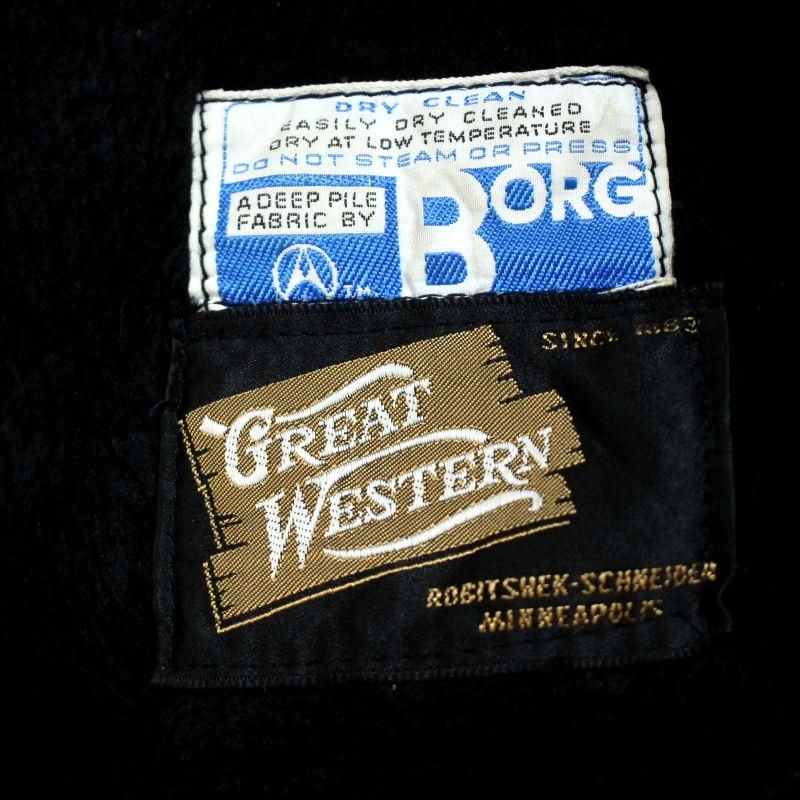 DRY CLEAN
EASILY DRY CLEANED
DRY AT LOW TEMPERATURE
DO NOT STEAM OR PRESS
A DEEP PILE
FABRIC BY
BORG
TM
SINCE
GREAT
WESTERN
ROBITSHEK-SCHNEIDER
MINNEAPOLIS